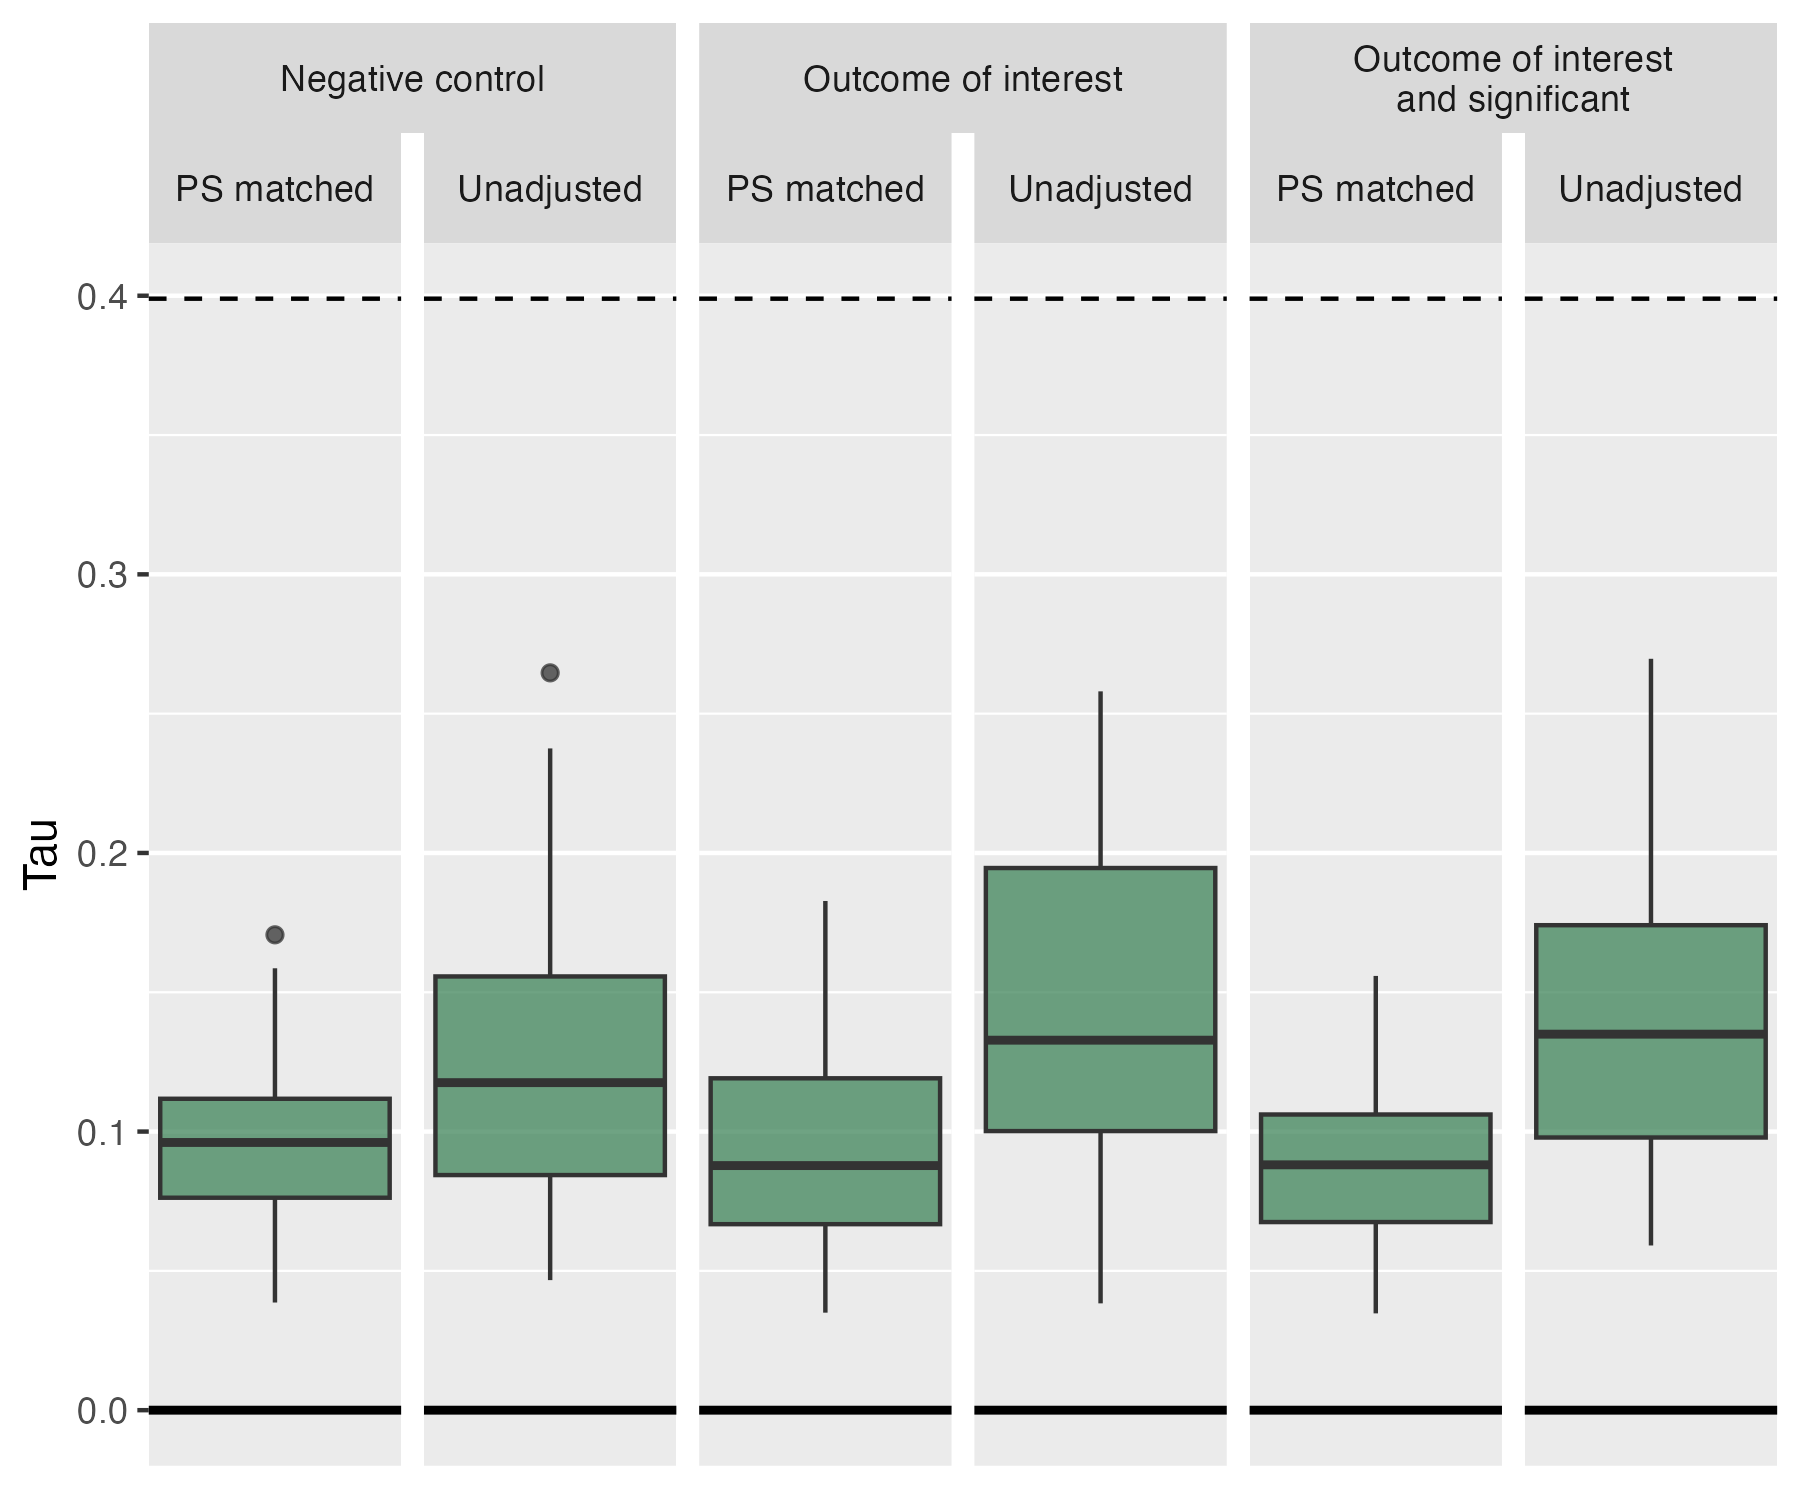 Negative control
Outcome of interest
Outcome of interest
and significant
PS matched
Unadjusted
PS matched
Unadjusted
PS matched
Unadjusted
0.4
0.3
0.2
0.1
0.0
Tau